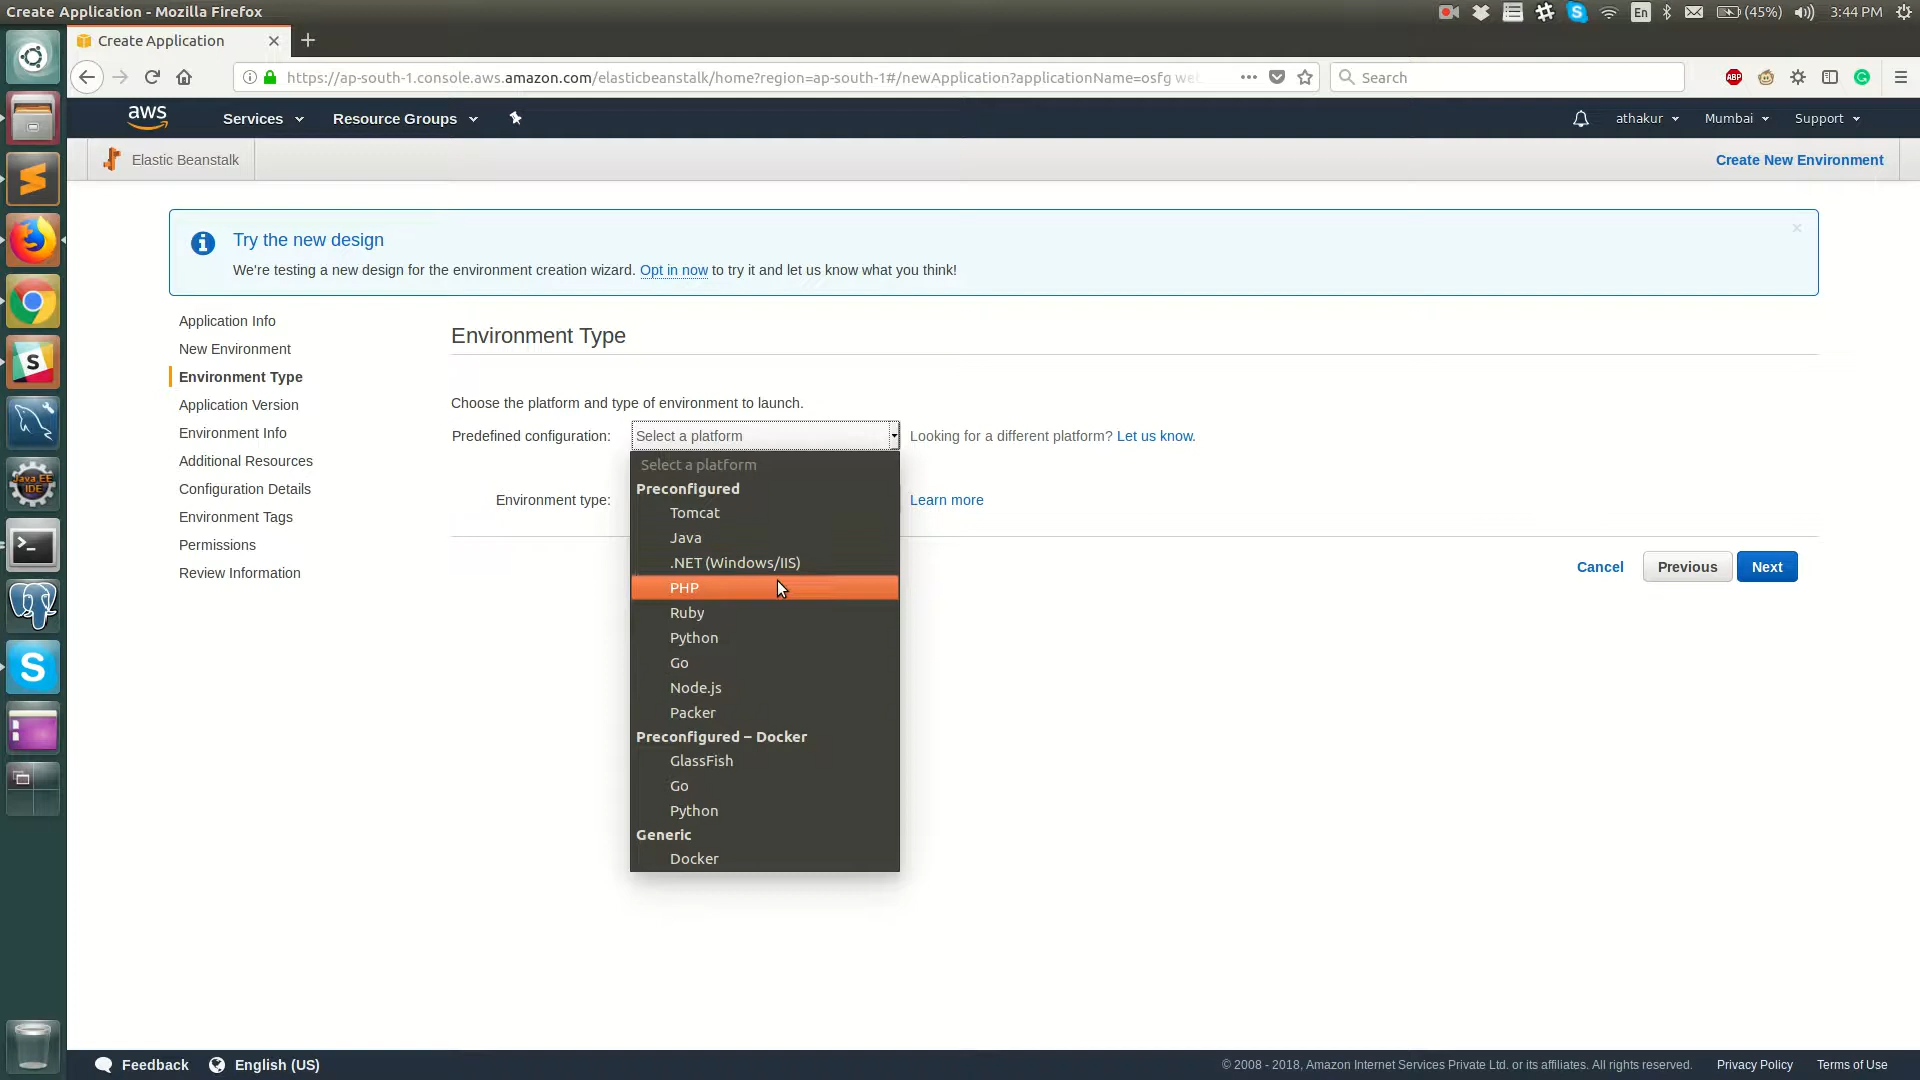 Create Application - Mozilla Firefox
En
(45%)
3:44 PM
Create Application
https://ap-south-1.console.aws.amazon.com/elasticbeanstalk/home?region=ap-south-1#/newApplication?applicationName=osfg we
Search
ABP
aws
Services
Resource Groups
athakur
Mumbai
Support
Elastic Beanstalk
Create New Environment
Try the new design
We're testing a new design for the environment creation wizard. Opt in now to try it and let us know what you think!
Application Info
New Environment
Environment Type
Application Version
Environment Info
Additional Resources
Configuration Details
Environment Tags
Permissions
Review Information
Environment Type
Choose the platform and type of environment to launch.
Predefined configuration:
Select a platform
Looking for a different platform? Let us know.
Select a platform
Preconfigured
Tomcat
Java
.NET (Windows/IIS)
PHP
Ruby
Python
Go
Node.js
Packer
Preconfigured – Docker
GlassFish
Go
Python
Generic
Docker
Environment type:
Learn more
Cancel
Previous
Next
Java EE
IDE
Feedback
English (US)
© 2008 - 2018, Amazon Internet Services Private Ltd. or its affiliates. All rights reserved.
Privacy Policy
Terms of Use